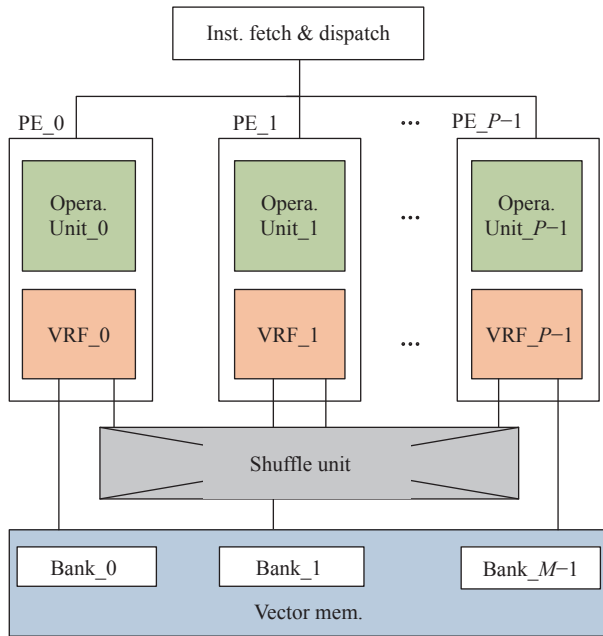 Inst. fetch & dispatch
PE_0
PE_1
...
PE_P−1
Opera.
Unit_0
Opera.
Unit_1
...
Opera.
Unit_P−1
VRF_0
VRF_1
...
VRF_P−1
Shuffle unit
Bank_0
Bank_1
Bank_M−1
Vector mem.